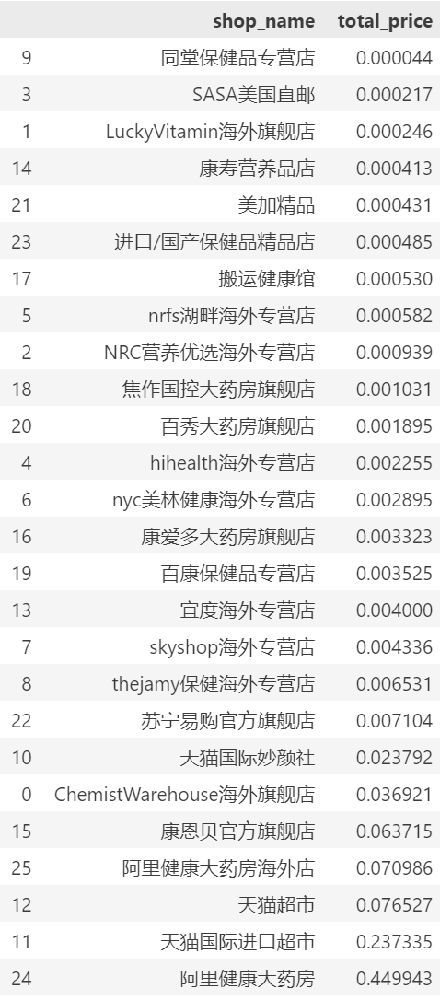 shop_name total_price
9 同堂保健品专营店 0.000044
3 SASA美国直邮 0.000217
1 LuckyVitamin海外旗舰店 0.000246
14 康寿营养品店 0.000413
21 美加精品 0.000431
23 进口/国产保健品精品店 0.000485
17 搬运健康馆 0.000530
5 nrfs湖畔海外专营店 0.000582
2 NRC营养优选海外专营店 0.000939
18 焦作国控大药房旗舰店 0.001031
20 百秀大药房旗舰店 0.001895
4 hihealth海外专营店 0.002255
6 nyc美林健康海外专营店 0.002895
16 康爱多大药房旗舰店 0.003323
19 百康保健品专营店 0.003525
13 宜度海外专营店 0.004000
7 skyshop海外专营店 0.004336
8 thejamy保健海外专营店 0.006531
22 苏宁易购官方旗舰店 0.007104
10 天猫国际妙颜社 0.023792
0 ChemistWarehouse海外旗舰店 0.036921
15 康恩贝官方旗舰店 0.063715
25 阿里健康大药房海外店 0.070986
12 天猫超市 0.076527
11 天猫国际进口超市 0.237335
24 阿里健康大药房 0.449943